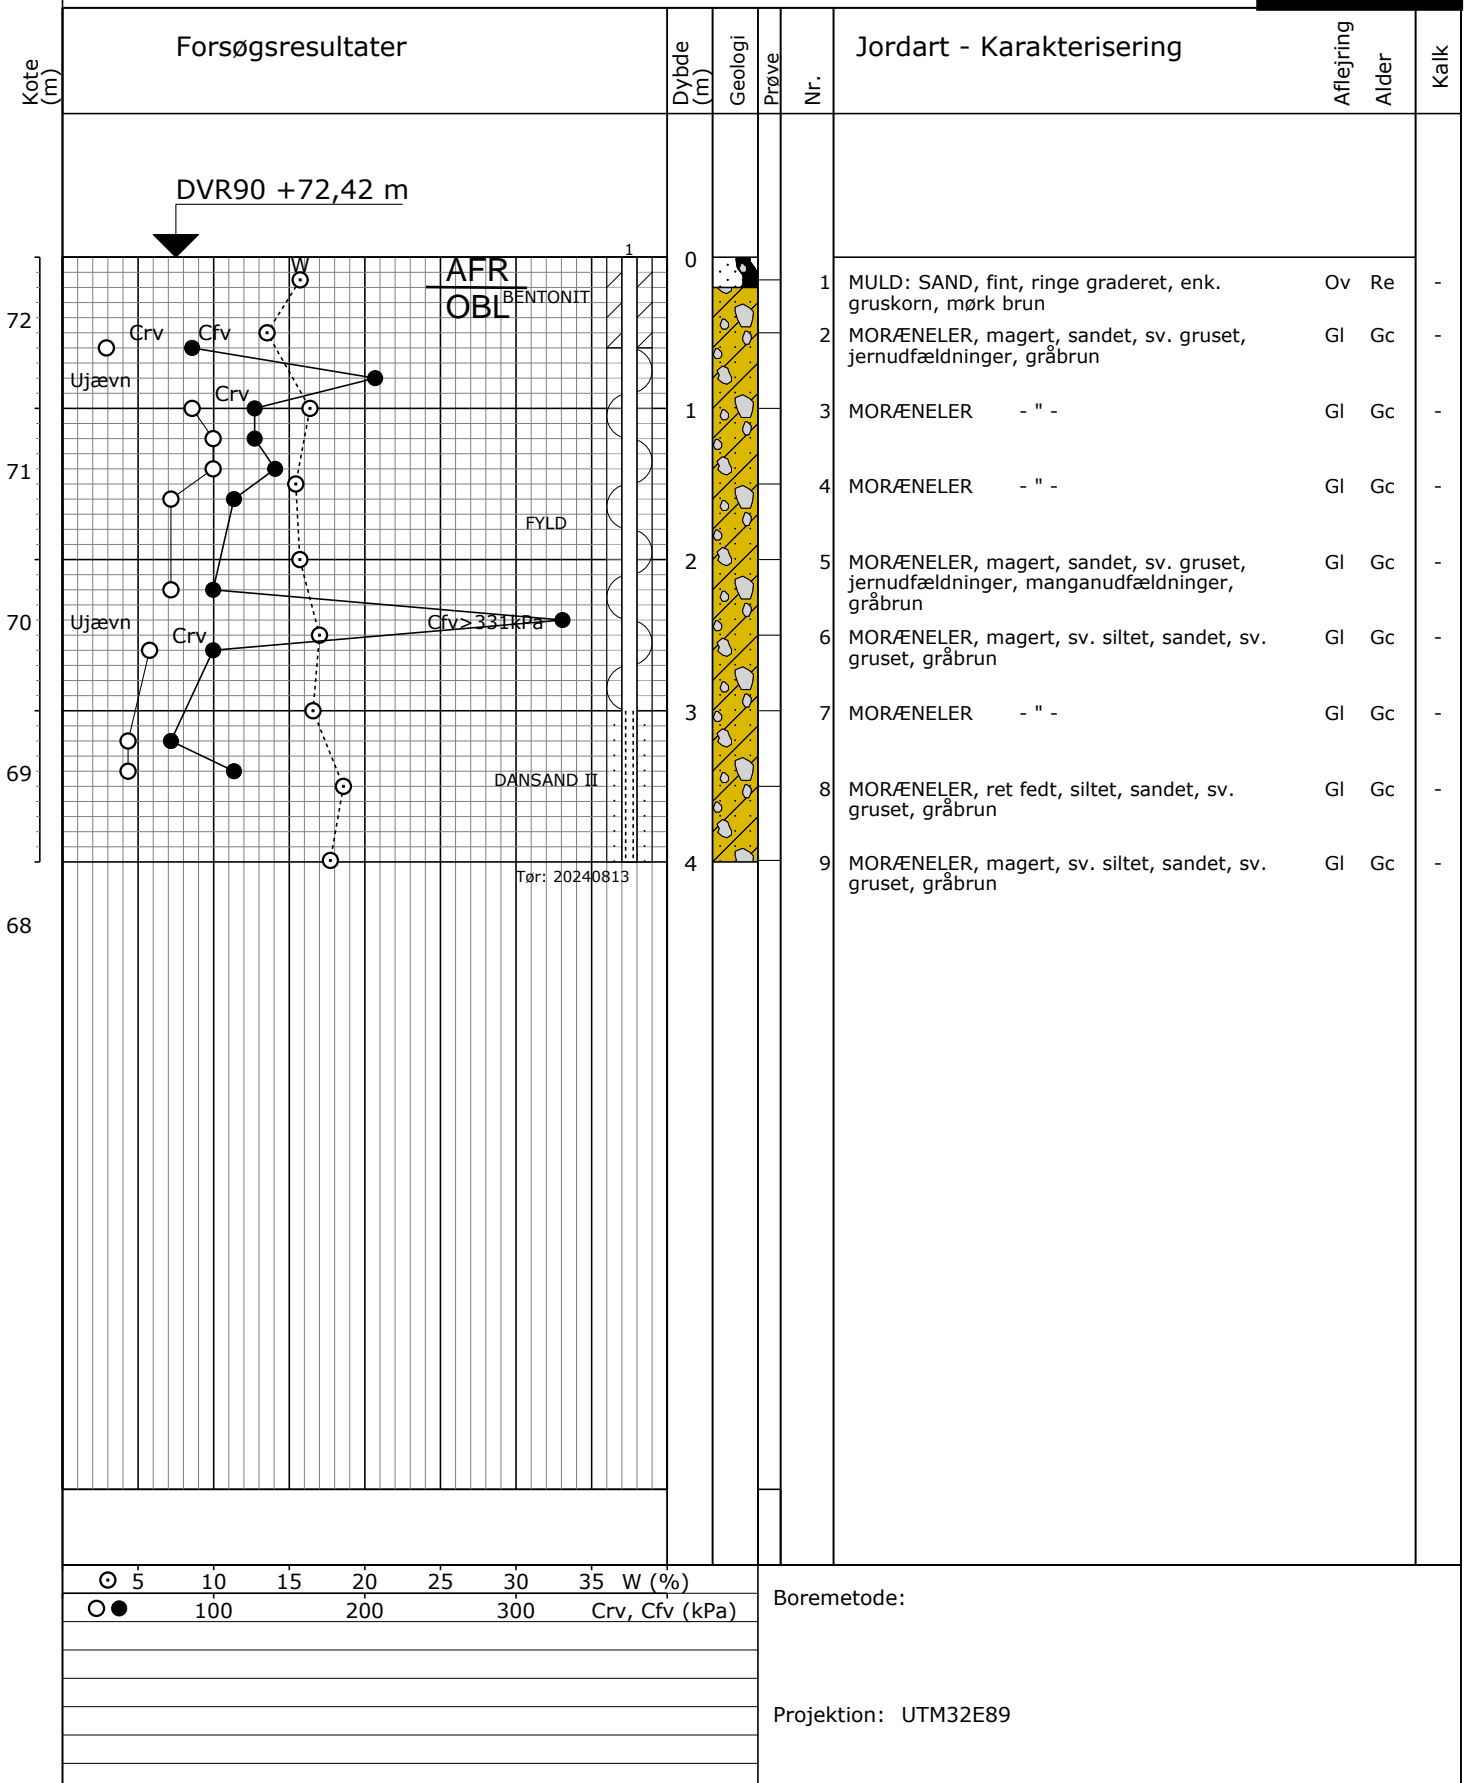 Kote
(m)
Forsøgsresultater
Dybde
(m)
Geologi
Prøve
Nr.
Jordart - Karakterisering
Aflejring
Alder
Kalk
DVR90 +72,42 m
W
AFR
OBL
1
BENTONIT
0
1 MULD: SAND, fint, ringe graderet, enk. Ov Re -
gruskorn, mørk brun
72
Crv Cfv
2 MORÆNELER, magert, sandet, sv. gruset, Gl Gc -
jernudfældninger, gråbrun
Ujævn
Crv
1
3 MORÆNELER - " - Gl Gc -
71
4 MORÆNELER - " - Gl Gc -
FYLD
2
5 MORÆNELER, magert, sandet, sv. gruset, Gl Gc -
jernudfældninger, manganudfældninger,
gråbrun
70
Ujævn
Crv
Cfv>331kPa
6 MORÆNELER, magert, sv. siltet, sandet, sv. Gl Gc -
gruset, gråbrun
3
7 MORÆNELER - " - Gl Gc -
69
DANSAND II
8 MORÆNELER, ret fedt, siltet, sandet, sv. Gl Gc -
gruset, gråbrun
4
9 MORÆNELER, magert, sv. siltet, sandet, sv. Gl Gc -
gruset, gråbrun
Tør: 20240813
68
5 10 15 20 25 30 35 W (%)
100 200 300 Crv, Cfv (kPa)
Boremetode:
Projektion: UTM32E89